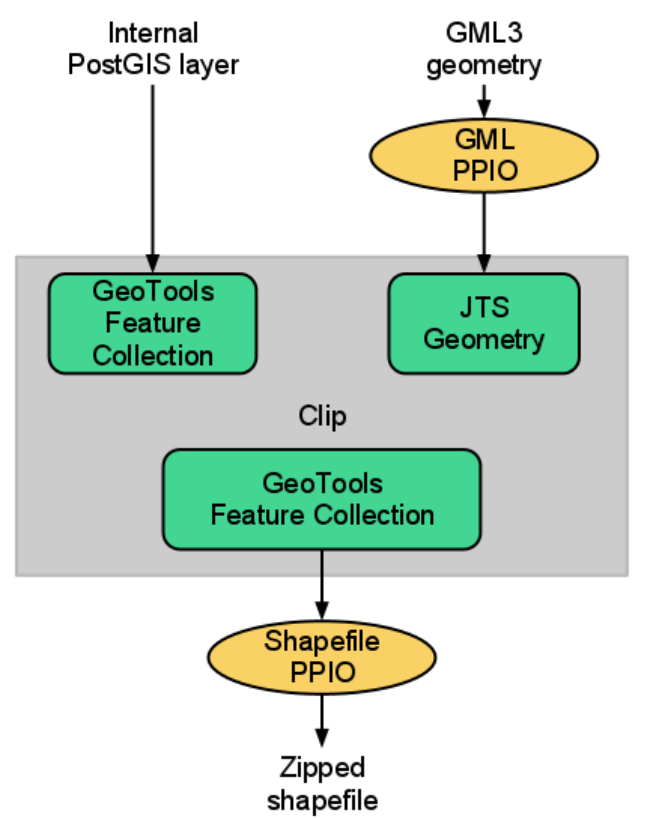 Internal
PostGIS layer
GML3
geometry
GML
PPIO
GeoTools
Feature
Collection
JTS
Geometry
Clip
GeoTools
Feature Collection
Shapefile
PPIO
Zipped
shapefile